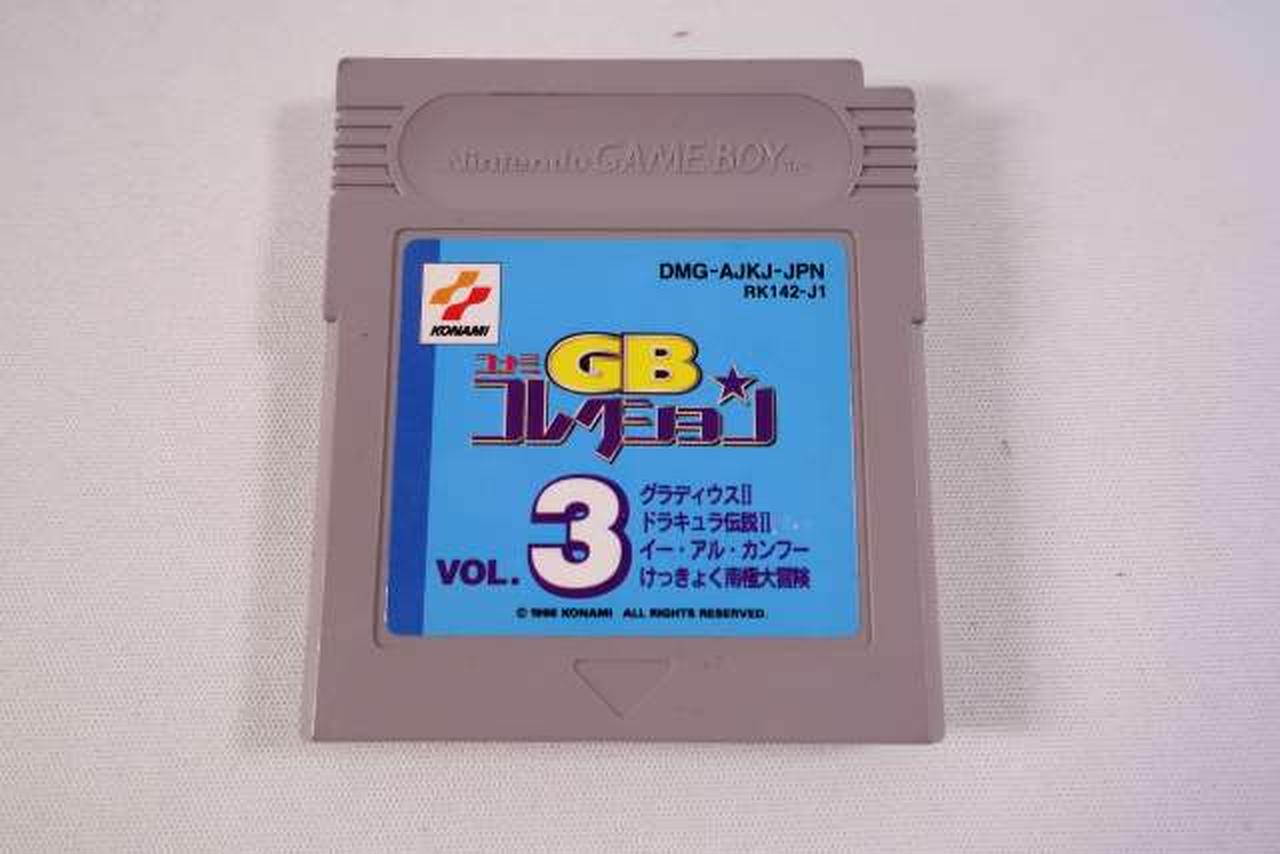 Nintendo GAME BOY TM
KONAMI
DMG-AJKJ-JPN
RK142-J1
コナミ GB
コレクション
VOL. 3
グラディウスII
ドラキュラ伝説II
イー・アル・カンフー
けっきょく南極大冒険
© 1998 KONAMI ALL RIGHTS RESERVED.